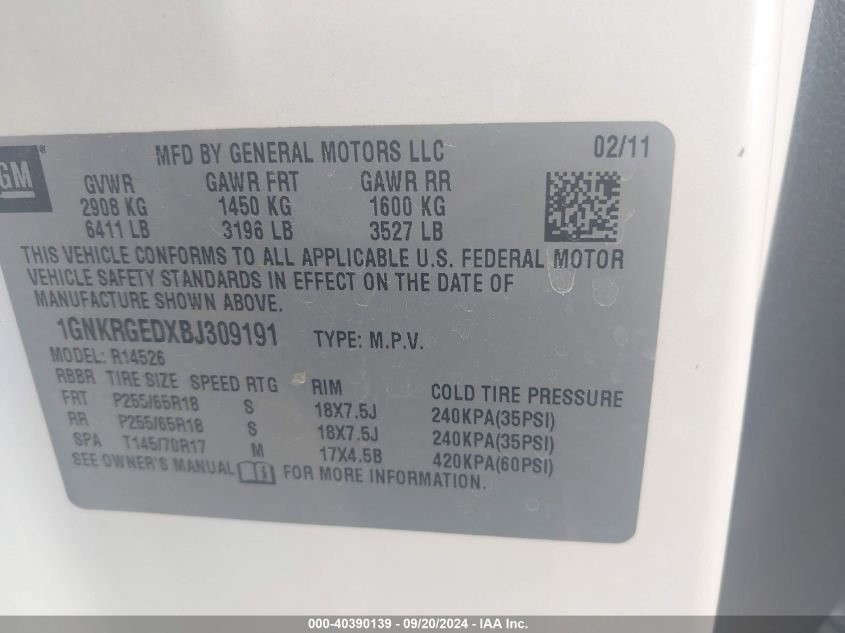 GM® MFD BY GENERAL MOTORS LLC 02/11
GVWR GAWR FRT GAWR RR
2908 KG 1450 KG 1600 KG
6411 LB 3196 LB 3527 LB
THIS VEHICLE CONFORMS TO ALL APPLICABLE U.S. FEDERAL MOTOR
VEHICLE SAFETY STANDARDS IN EFFECT ON THE DATE OF
MANUFACTURE SHOWN ABOVE.
1GNKRGEDXBJ309191 TYPE: M.P.V.
MODEL: R14526
RBBR TIRE SIZE SPEED RTG RIM COLD TIRE PRESSURE
FRT P255/65R18 S 18X7.5J 240KPA(35PSI)
RR P255/65R18 S 18X7.5J 240KPA(35PSI)
SPA T145/70R17 M 17X4.5B 420KPA(60PSI)
SEE OWNER'S MANUAL FOR MORE INFORMATION.
000-40390139 - 09/20/2024 - IAA Inc.